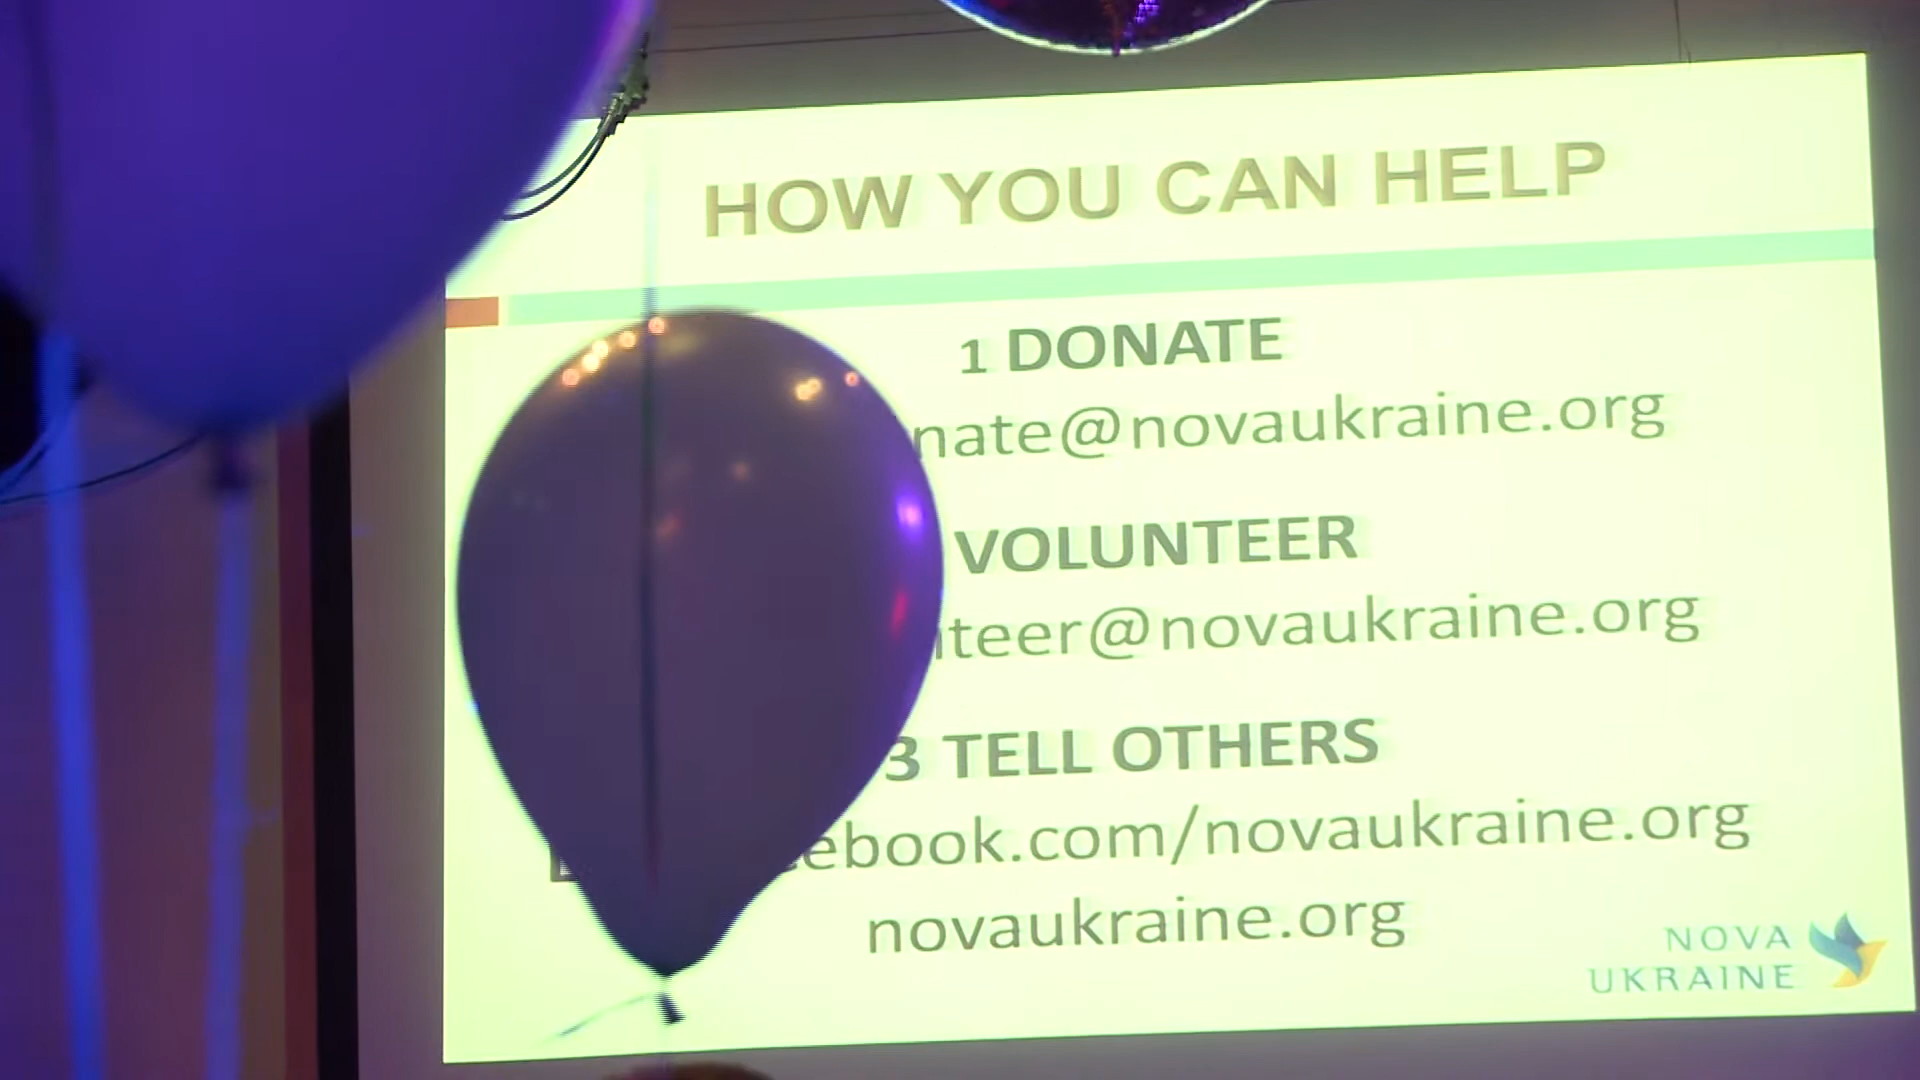 HOW YOU CAN HELP
1 DONATE
nate@novaukraine.org
VOLUNTEER
teer@novaukraine.org
3 TELL OTHERS
ebook.com/novaukraine.org
novaukraine.org
NOVA
UKRAINE